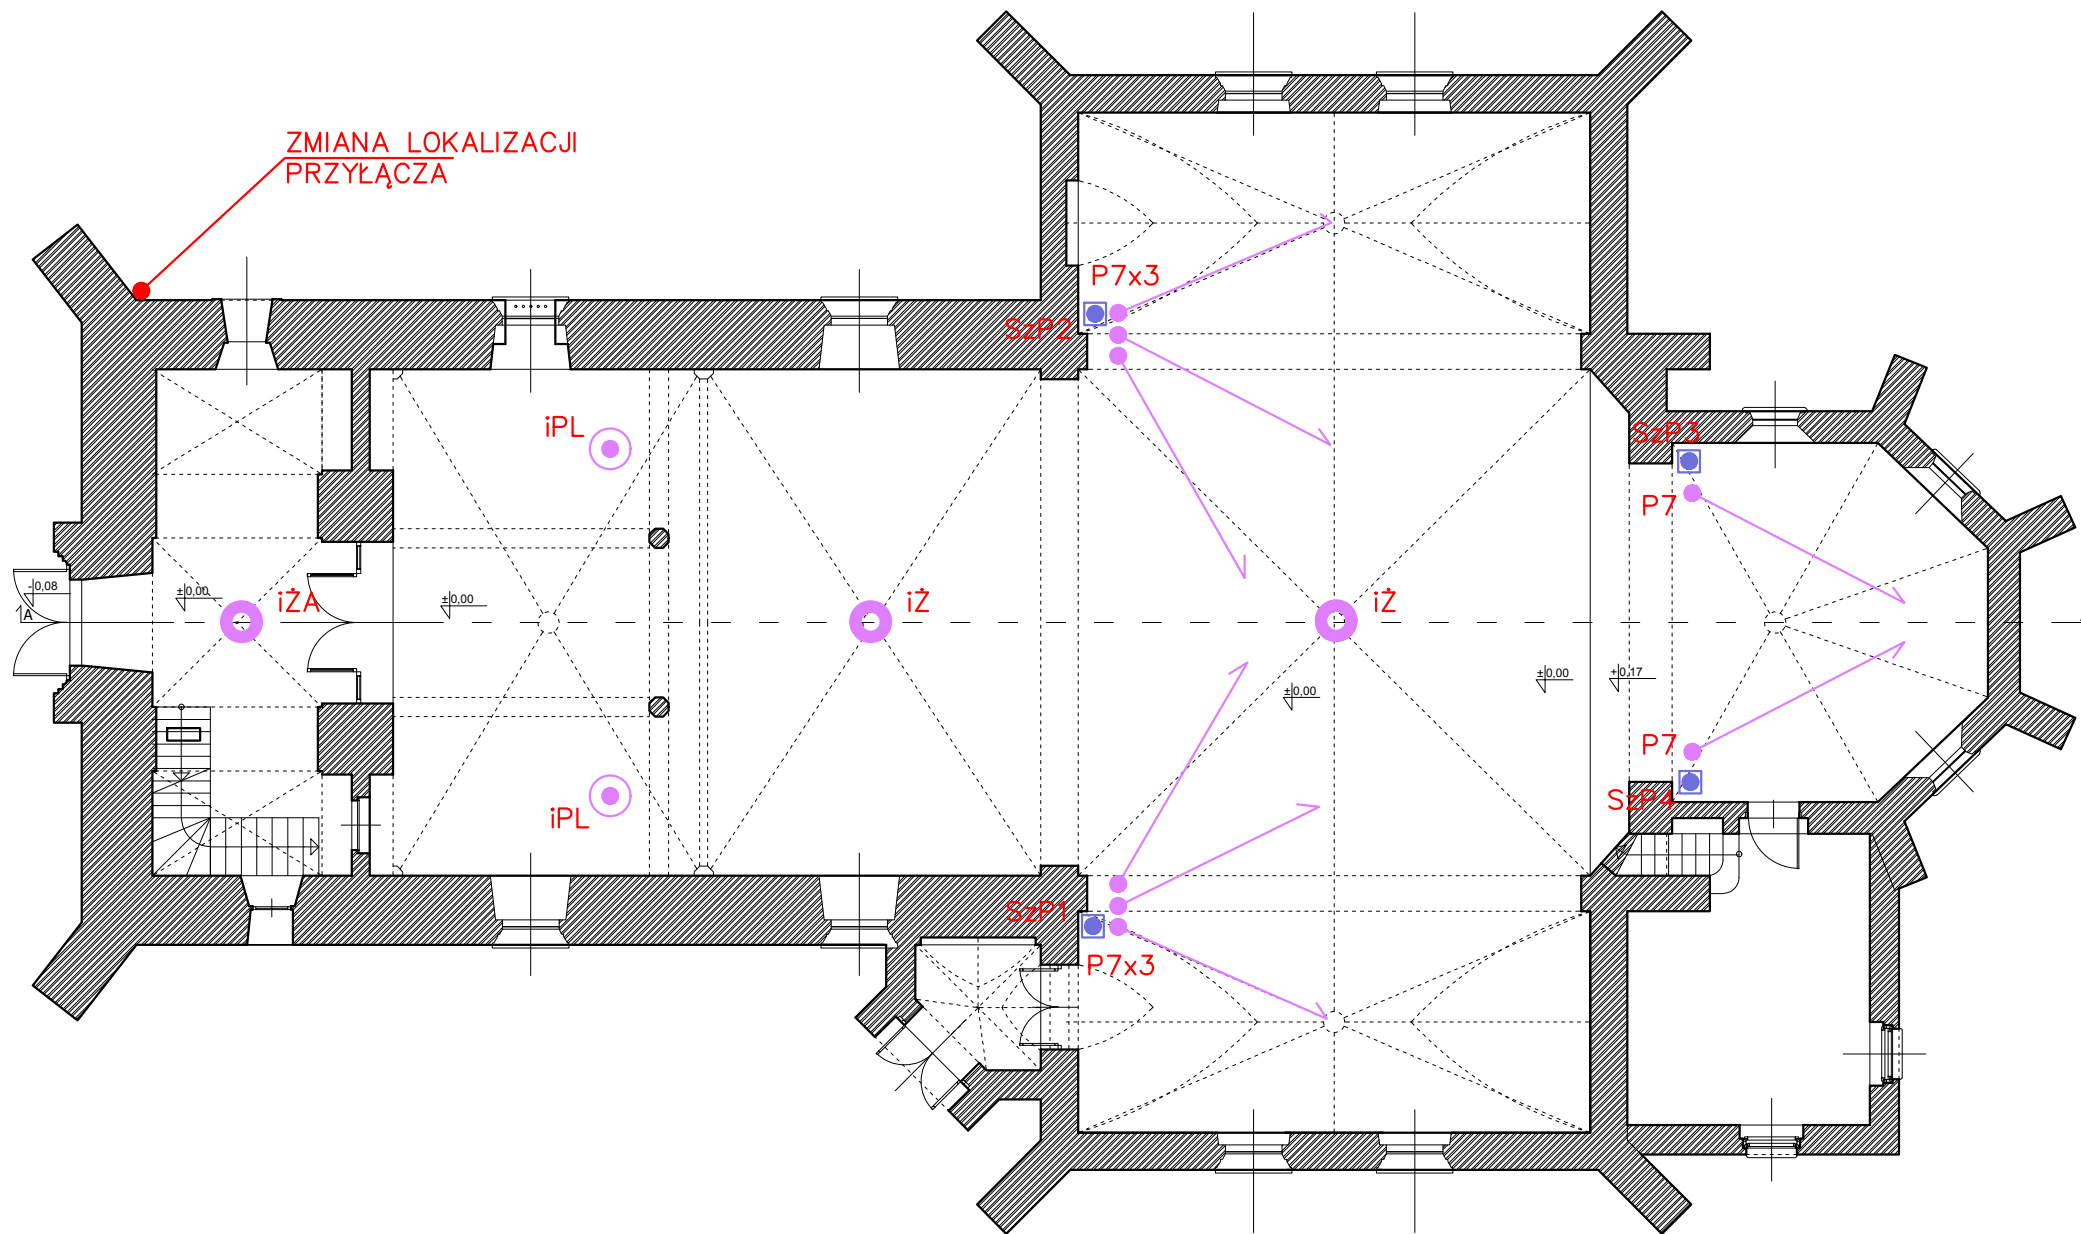 ZMIANA LOKALIZACJI
PRZYŁĄCZA
P7x3
SzP2
iPL
SzP3
P7
-0,08
A
±0,00
iŻA
±0,00
iŻ
iŻ
±0,00
±0,00
+0,17
P7
SzP4
iPL
SzP1
P7x3